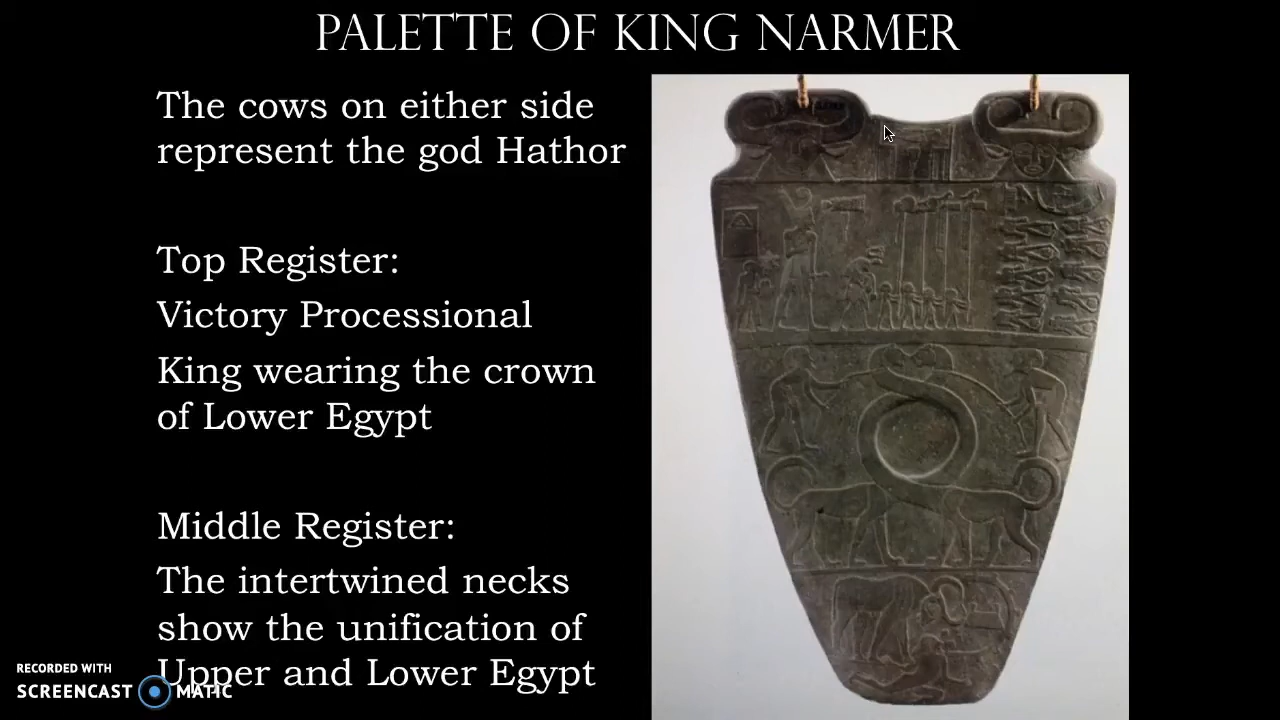 PALETTE OF KING NARMER
The cows on either side
represent the god Hathor
Top Register:
Victory Processional
King wearing the crown
of Lower Egypt
Middle Register:
The intertwined necks
show the unification of
Upper and Lower Egypt
RECORDED WITH
SCREENCAST MATIC